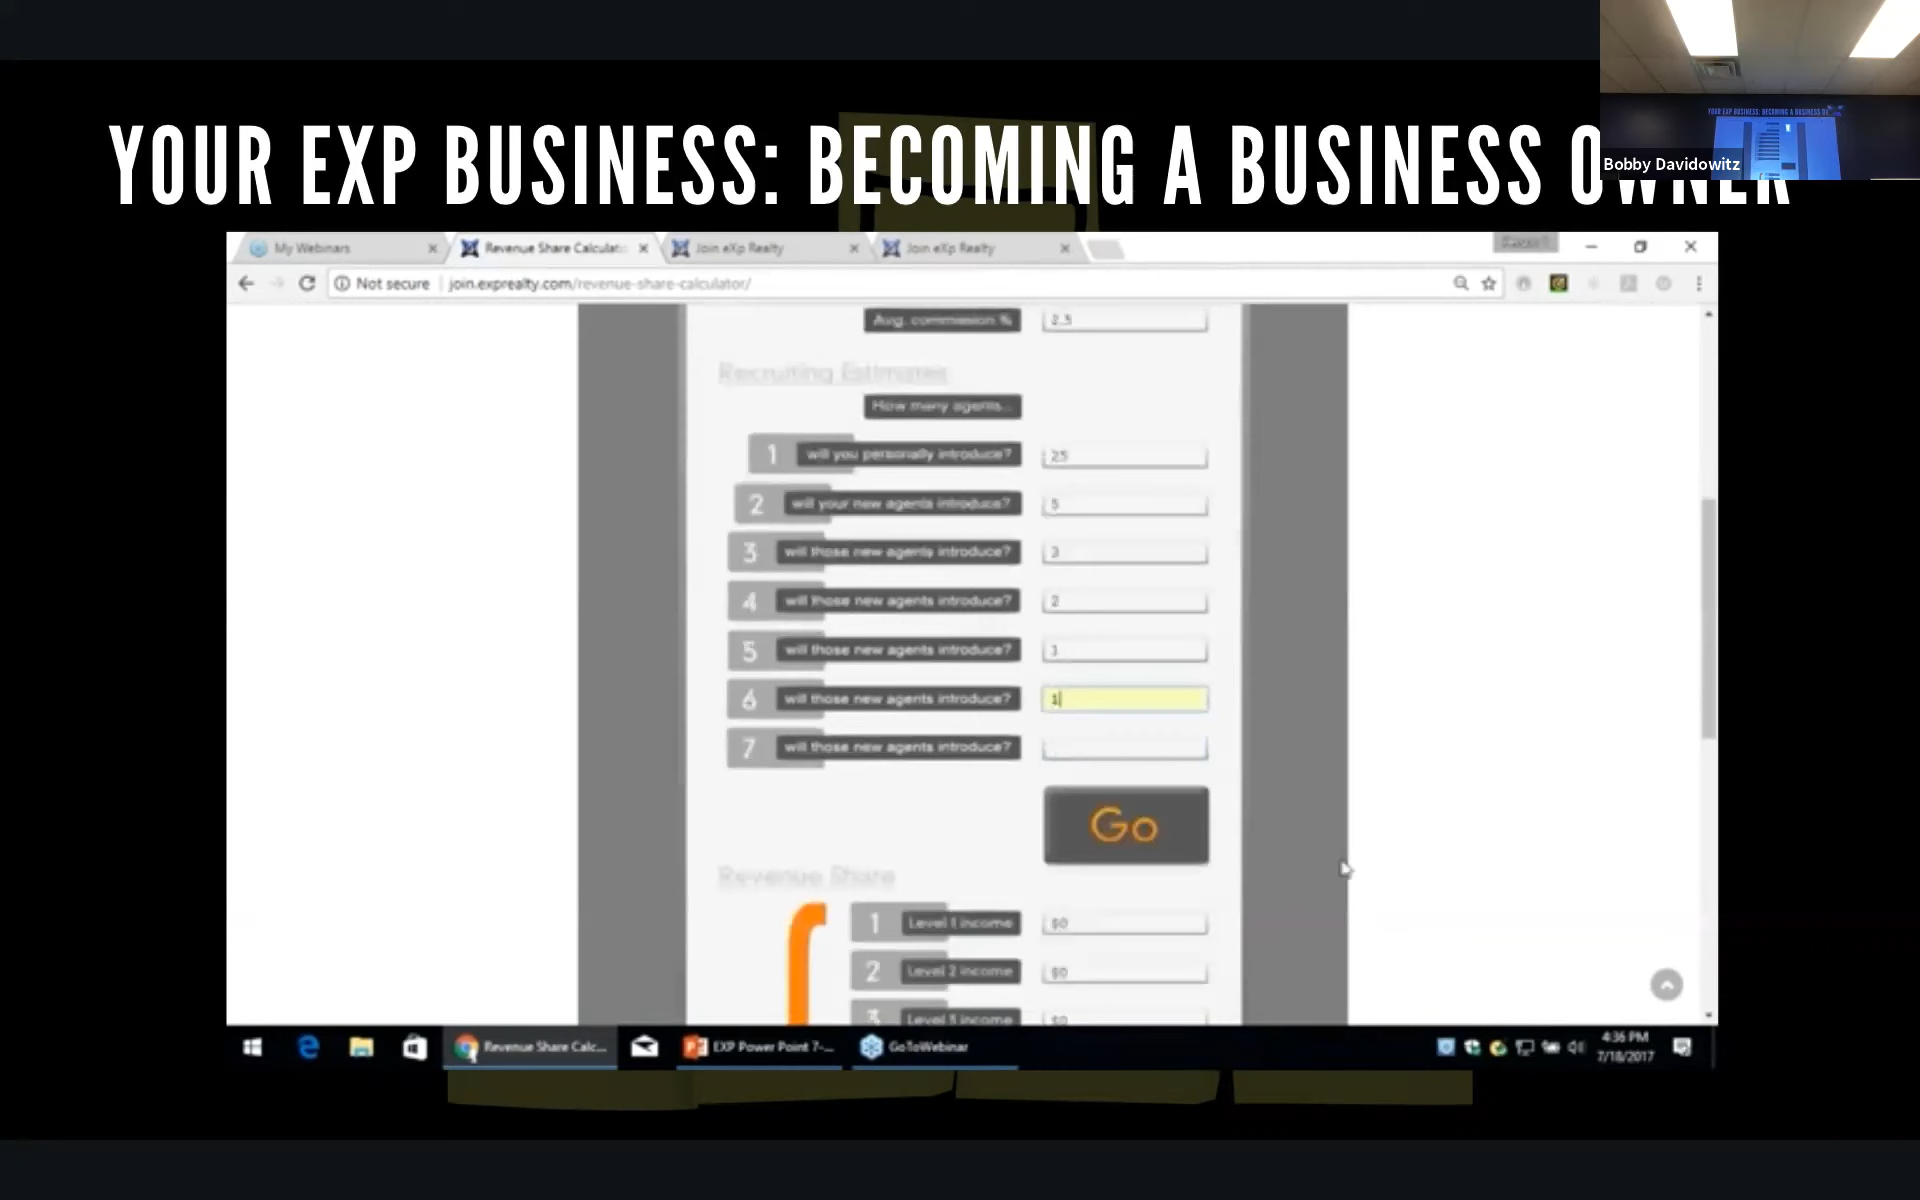 YOUR EXP BUSINESS: BECOMING A BUSINESS OWNER
Bobby Davidowitz
My Webinars
Revenue Share Calculat
Join eXp Realty
Join eXp Realty
Not secure
join.exprealty.com/revenue-share-calculator/
Avg. commission %
2.5
Recruiting Estimates
How many agents...
1 will you personally introduce? 25
2 will your new agents introduce? 5
3 will those new agents introduce? 3
4 will those new agents introduce? 2
5 will those new agents introduce? 1
6 will those new agents introduce? 1
7 will those new agents introduce?
Go
Revenue Share
1 Level 1 income $0
2 Level 2 income $0
3 Level 3 income $0
Revenue Share Calc...
EXP Power Point 7-...
GoToWebinar
4:36 PM
7/18/2017